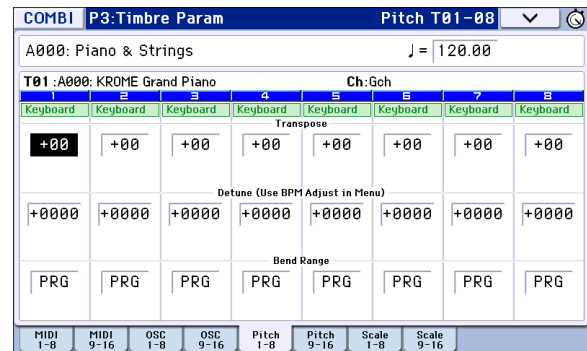 COMBI P3:Timbre Param Pitch T01-08
A000: Piano & Strings ♩= 120.00
T01 :A000: KROME Grand Piano Ch:Gch
1 2 3 4 5 6 7 8
Keyboard Keyboard Keyboard Keyboard Keyboard Keyboard Keyboard Keyboard
Transpose
+00 +00 +00 +00 +00 +00 +00 +00
Detune (Use BPM Adjust in Menu)
+0000 +0000 +0000 +0000 +0000 +0000 +0000 +0000
Bend Range
PRG PRG PRG PRG PRG PRG PRG PRG
MIDI 1-8 MIDI 9-16 OSC 1-8 OSC 9-16 Pitch 1-8 Pitch 9-16 Scale 1-8 Scale 9-16